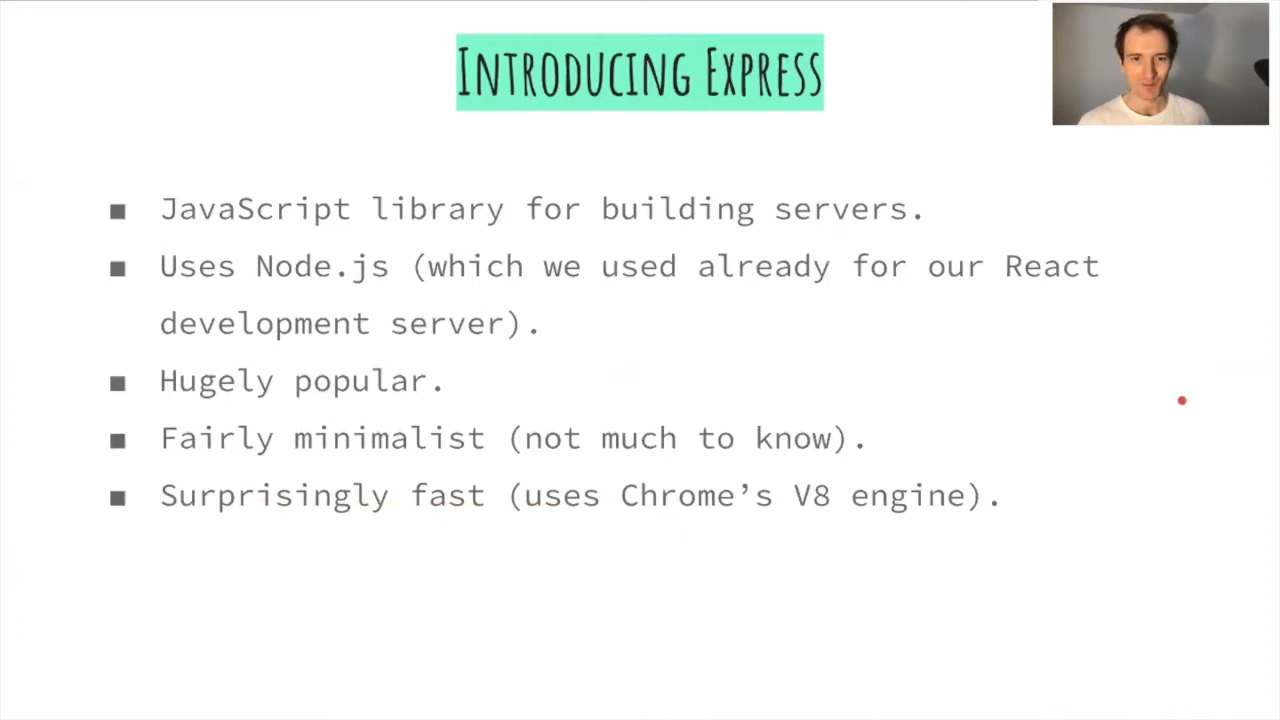 Introducing Express
▪ JavaScript library for building servers.
▪ Uses Node.js (which we used already for our React
development server).
▪ Hugely popular.
▪ Fairly minimalist (not much to know).
▪ Surprisingly fast (uses Chrome’s V8 engine).